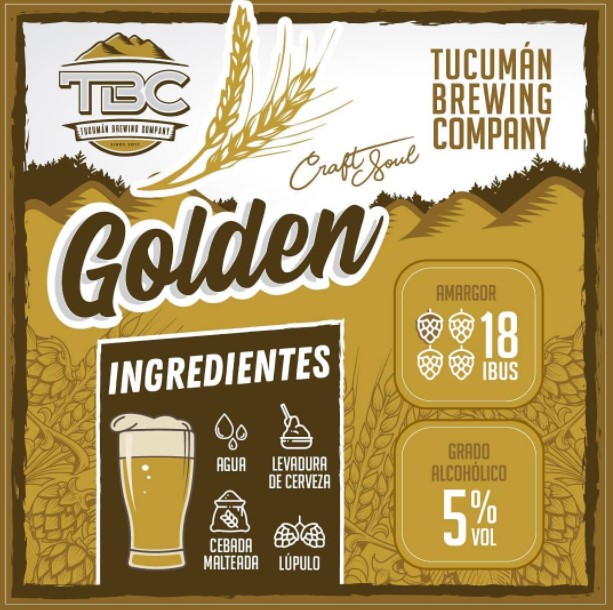 TBC
TUCUMÁN BREWING COMPANY
SINCE 2017
TUCUMÁN
BREWING
COMPANY
Craft Soul
Golden
INGREDIENTES
AGUA
LEVADURA
DE CERVEZA
CEBADA
MALTEADA
LÚPULO
AMARGOR
18
IBUS
GRADO
ALCOHÓLICO
5%
VOL